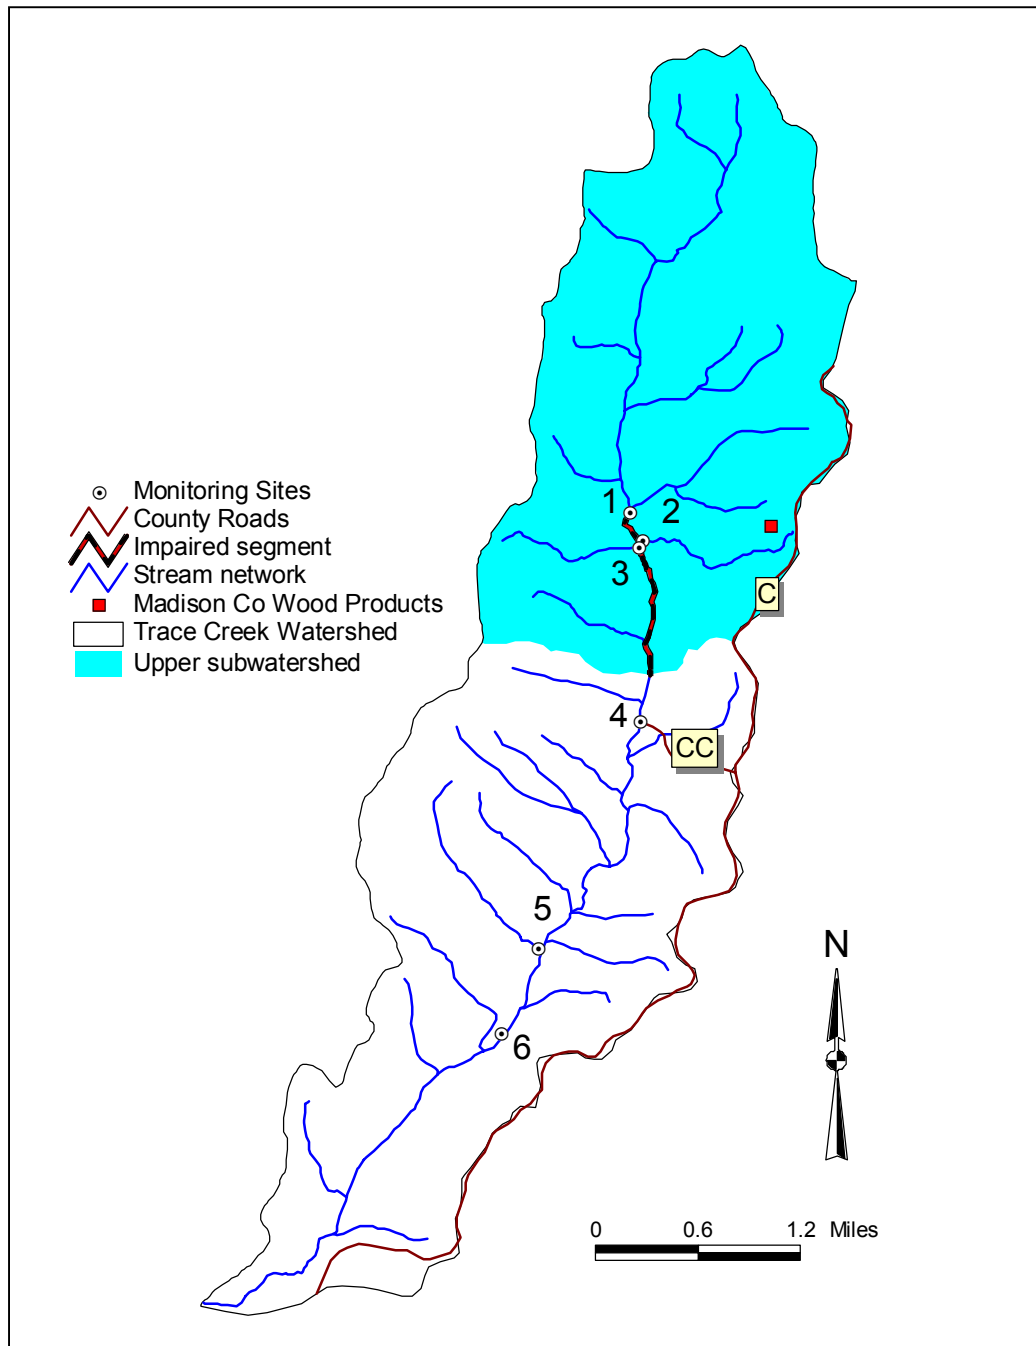 Monitoring Sites
County Roads
Impaired segment
Stream network
Madison Co Wood Products
Trace Creek Watershed
Upper subwatershed
1
2
3
C
4
CC
5
6
N
0 0.6 1.2 Miles